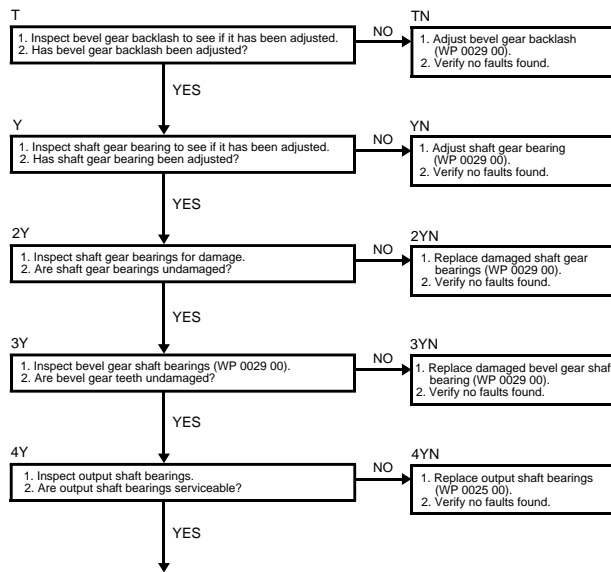 T
1. Inspect bevel gear backlash to see if it has been adjusted.
2. Has bevel gear backlash been adjusted?
NO
TN
1. Adjust bevel gear backlash
(WP 0029 00).
2. Verify no faults found.
YES
Y
1. Inspect shaft gear bearing to see if it has been adjusted.
2. Has shaft gear bearing been adjusted?
NO
YN
1. Adjust shaft gear bearing
(WP 0029 00).
2. Verify no faults found.
YES
2Y
1. Inspect shaft gear bearings for damage.
2. Are shaft gear bearings undamaged?
NO
2YN
1. Replace damaged shaft gear
bearings (WP 0029 00).
2. Verify no faults found.
YES
3Y
1. Inspect bevel gear shaft bearings (WP 0029 00).
2. Are bevel gear teeth undamaged?
NO
3YN
1. Replace damaged bevel gear shaft
bearing (WP 0029 00).
2. Verify no faults found.
YES
4Y
1. Inspect output shaft bearings.
2. Are output shaft bearings serviceable?
NO
4YN
1. Replace output shaft bearings
(WP 0025 00).
2. Verify no faults found.
YES